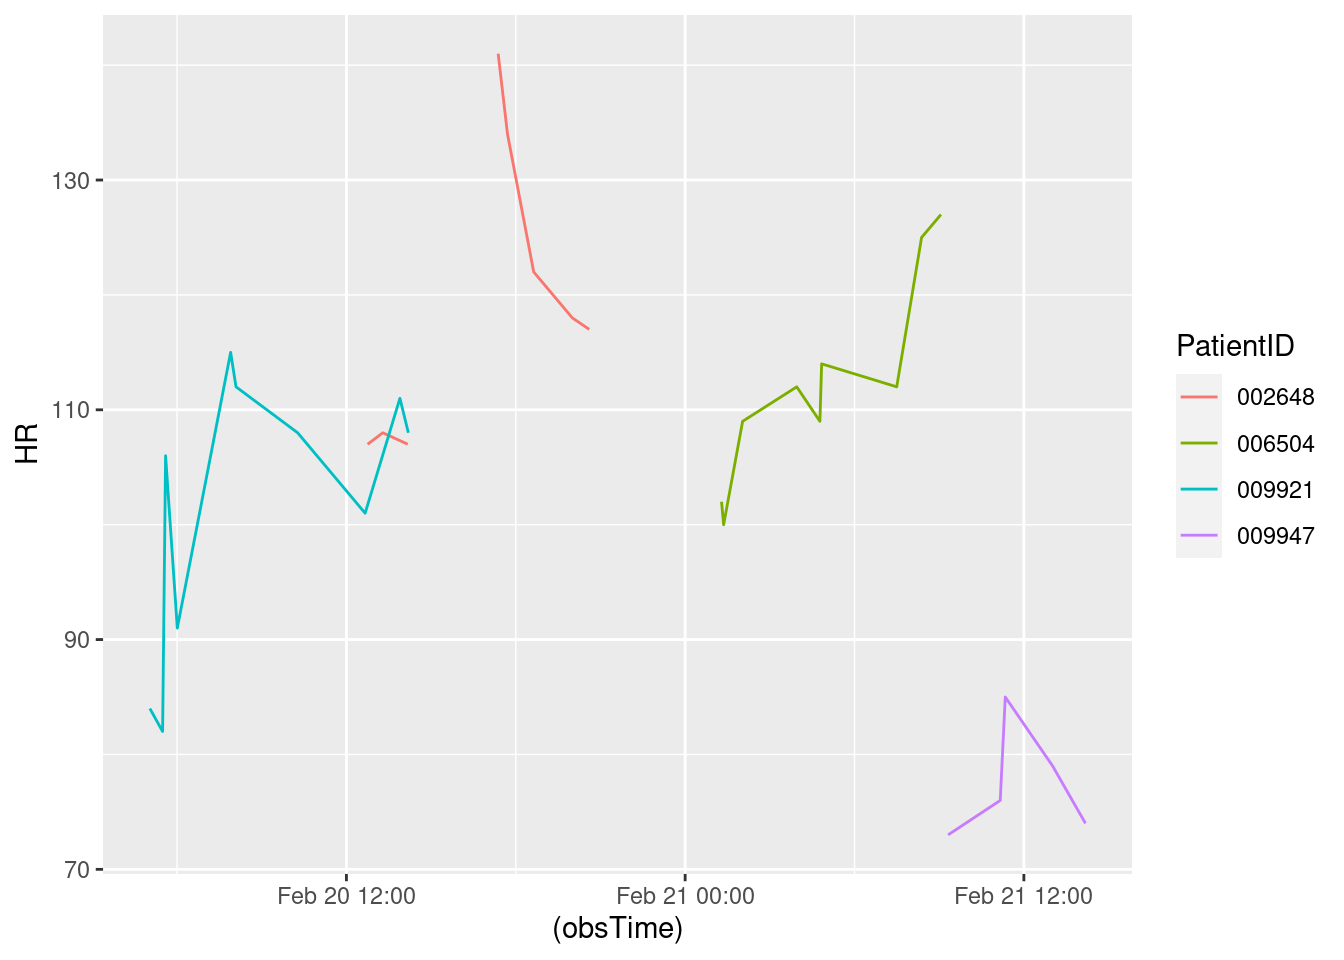 130
110
90
70
HR
Feb 20 12:00
Feb 21 00:00
Feb 21 12:00
(obsTime)
PatientID
002648
006504
009921
009947